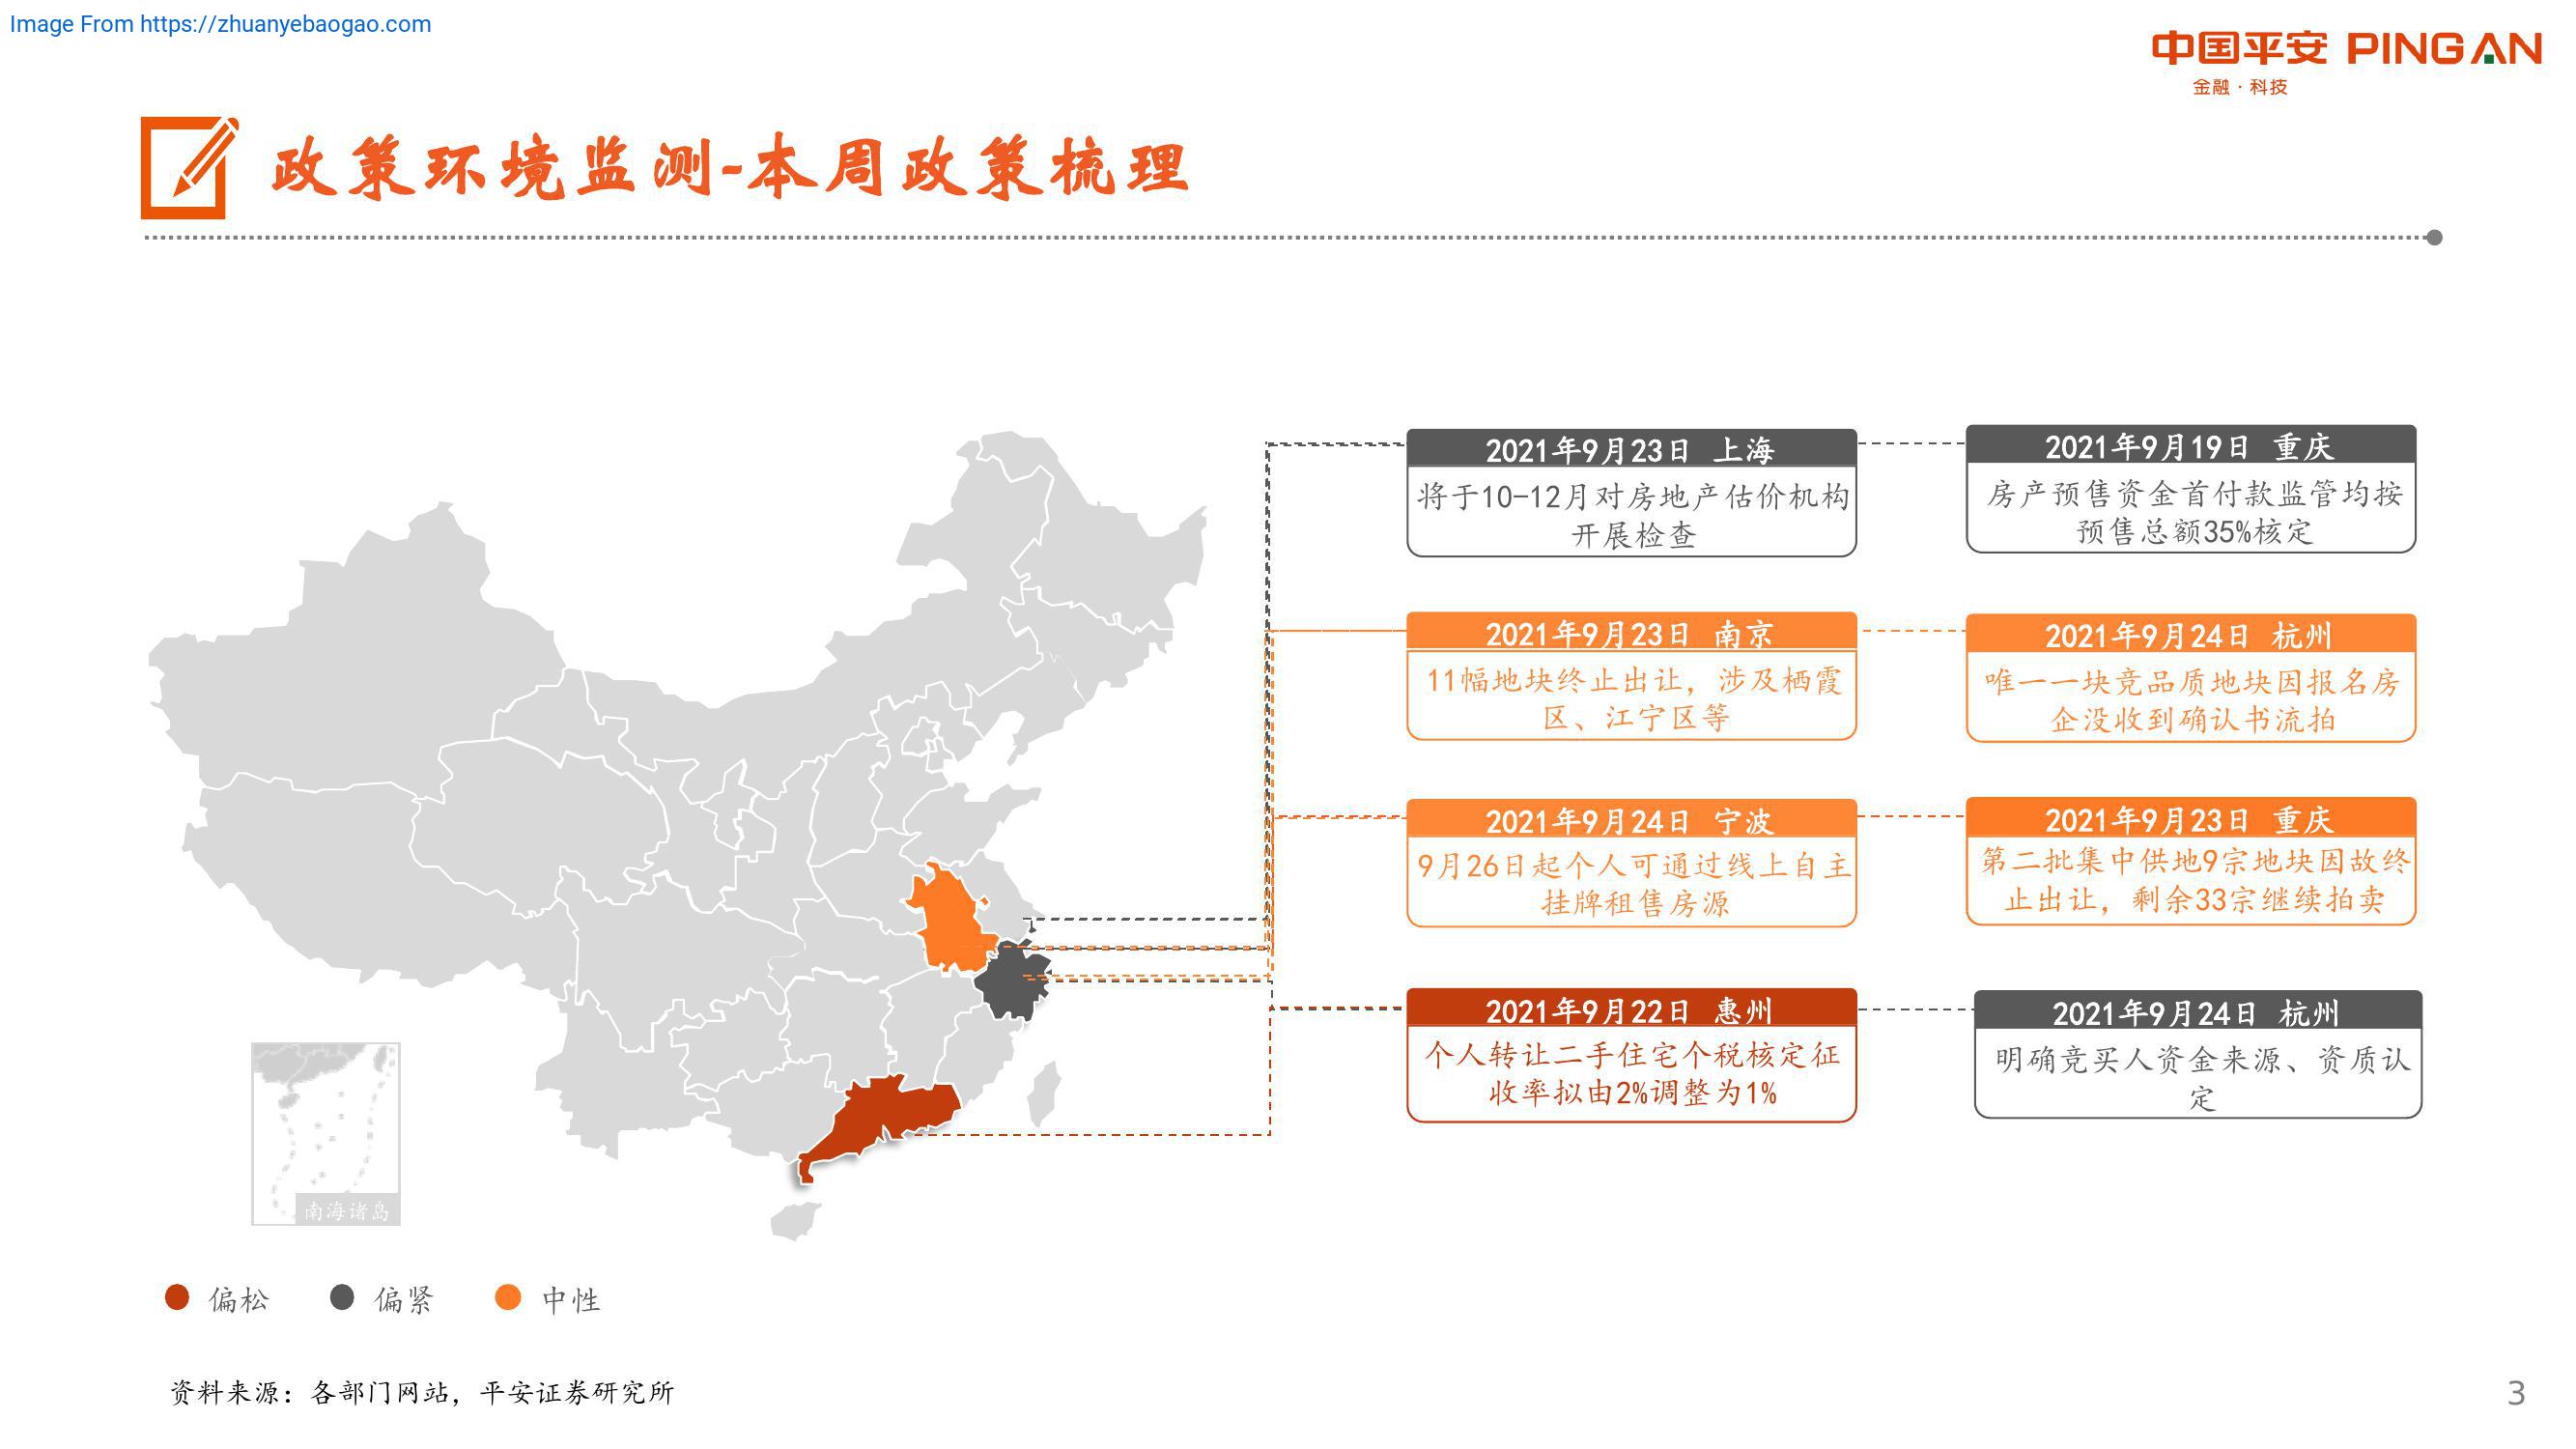 Image From https://zhuanyebaogao.com
中国平安 PINGAN
金融·科技
政策环境监测-本周政策梳理
2021年9月23日 上海
将于10-12月对房地产估价机构
开展检查
2021年9月19日 重庆
房产预售资金首付款监管均按
预售总额35%核定
2021年9月23日 南京
11幅地块终止出让，涉及栖霞
区、江宁区等
2021年9月24日 杭州
唯一一块竞品质地块因报名房
企没收到确认书流拍
2021年9月24日 宁波
9月26日起个人可通过线上自主
挂牌租售房源
2021年9月23日 重庆
第二批集中供地9宗地块因故终
止出让，剩余33宗继续拍卖
2021年9月22日 惠州
个人转让二手住宅个税核定征
收率拟由2%调整为1%
2021年9月24日 杭州
明确竞买人资金来源、资质认
定
南海诸岛
偏松 偏紧 中性
资料来源：各部门网站，平安证券研究所
3